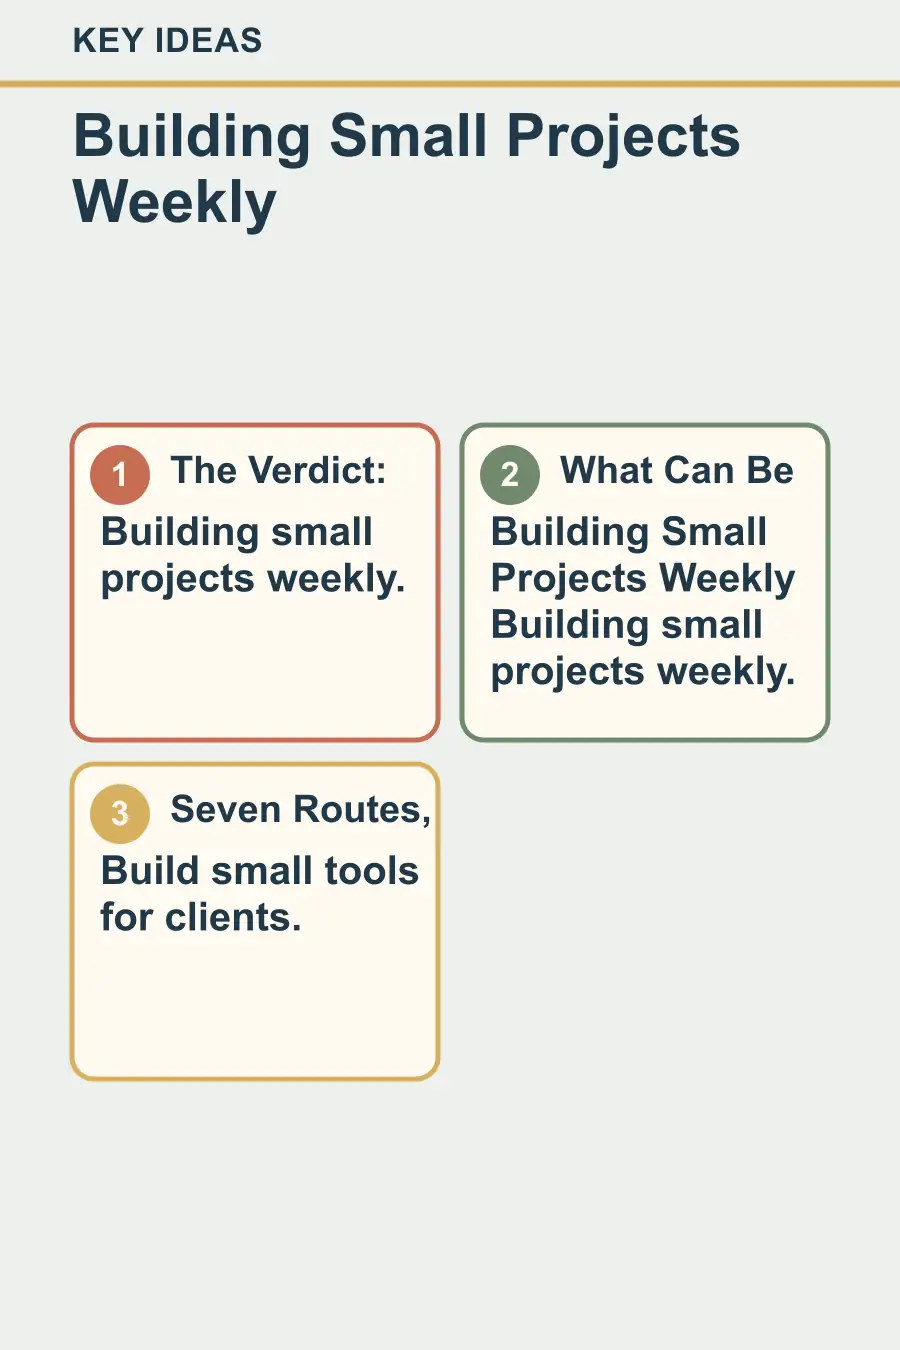 KEY IDEAS
Building Small Projects
Weekly
1 The Verdict:
Building small
projects weekly.
2 What Can Be
Building Small
Projects Weekly
Building small
projects weekly.
3 Seven Routes,
Build small tools
for clients.